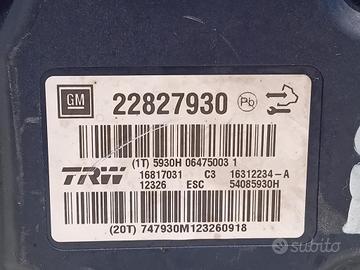 GM 22827930 Pb
(1T) 5930H 06475003 1
TRW 16817031 C3 16312234-A
12326 ESC 54085930H
(20T) 747930M123260918
subito